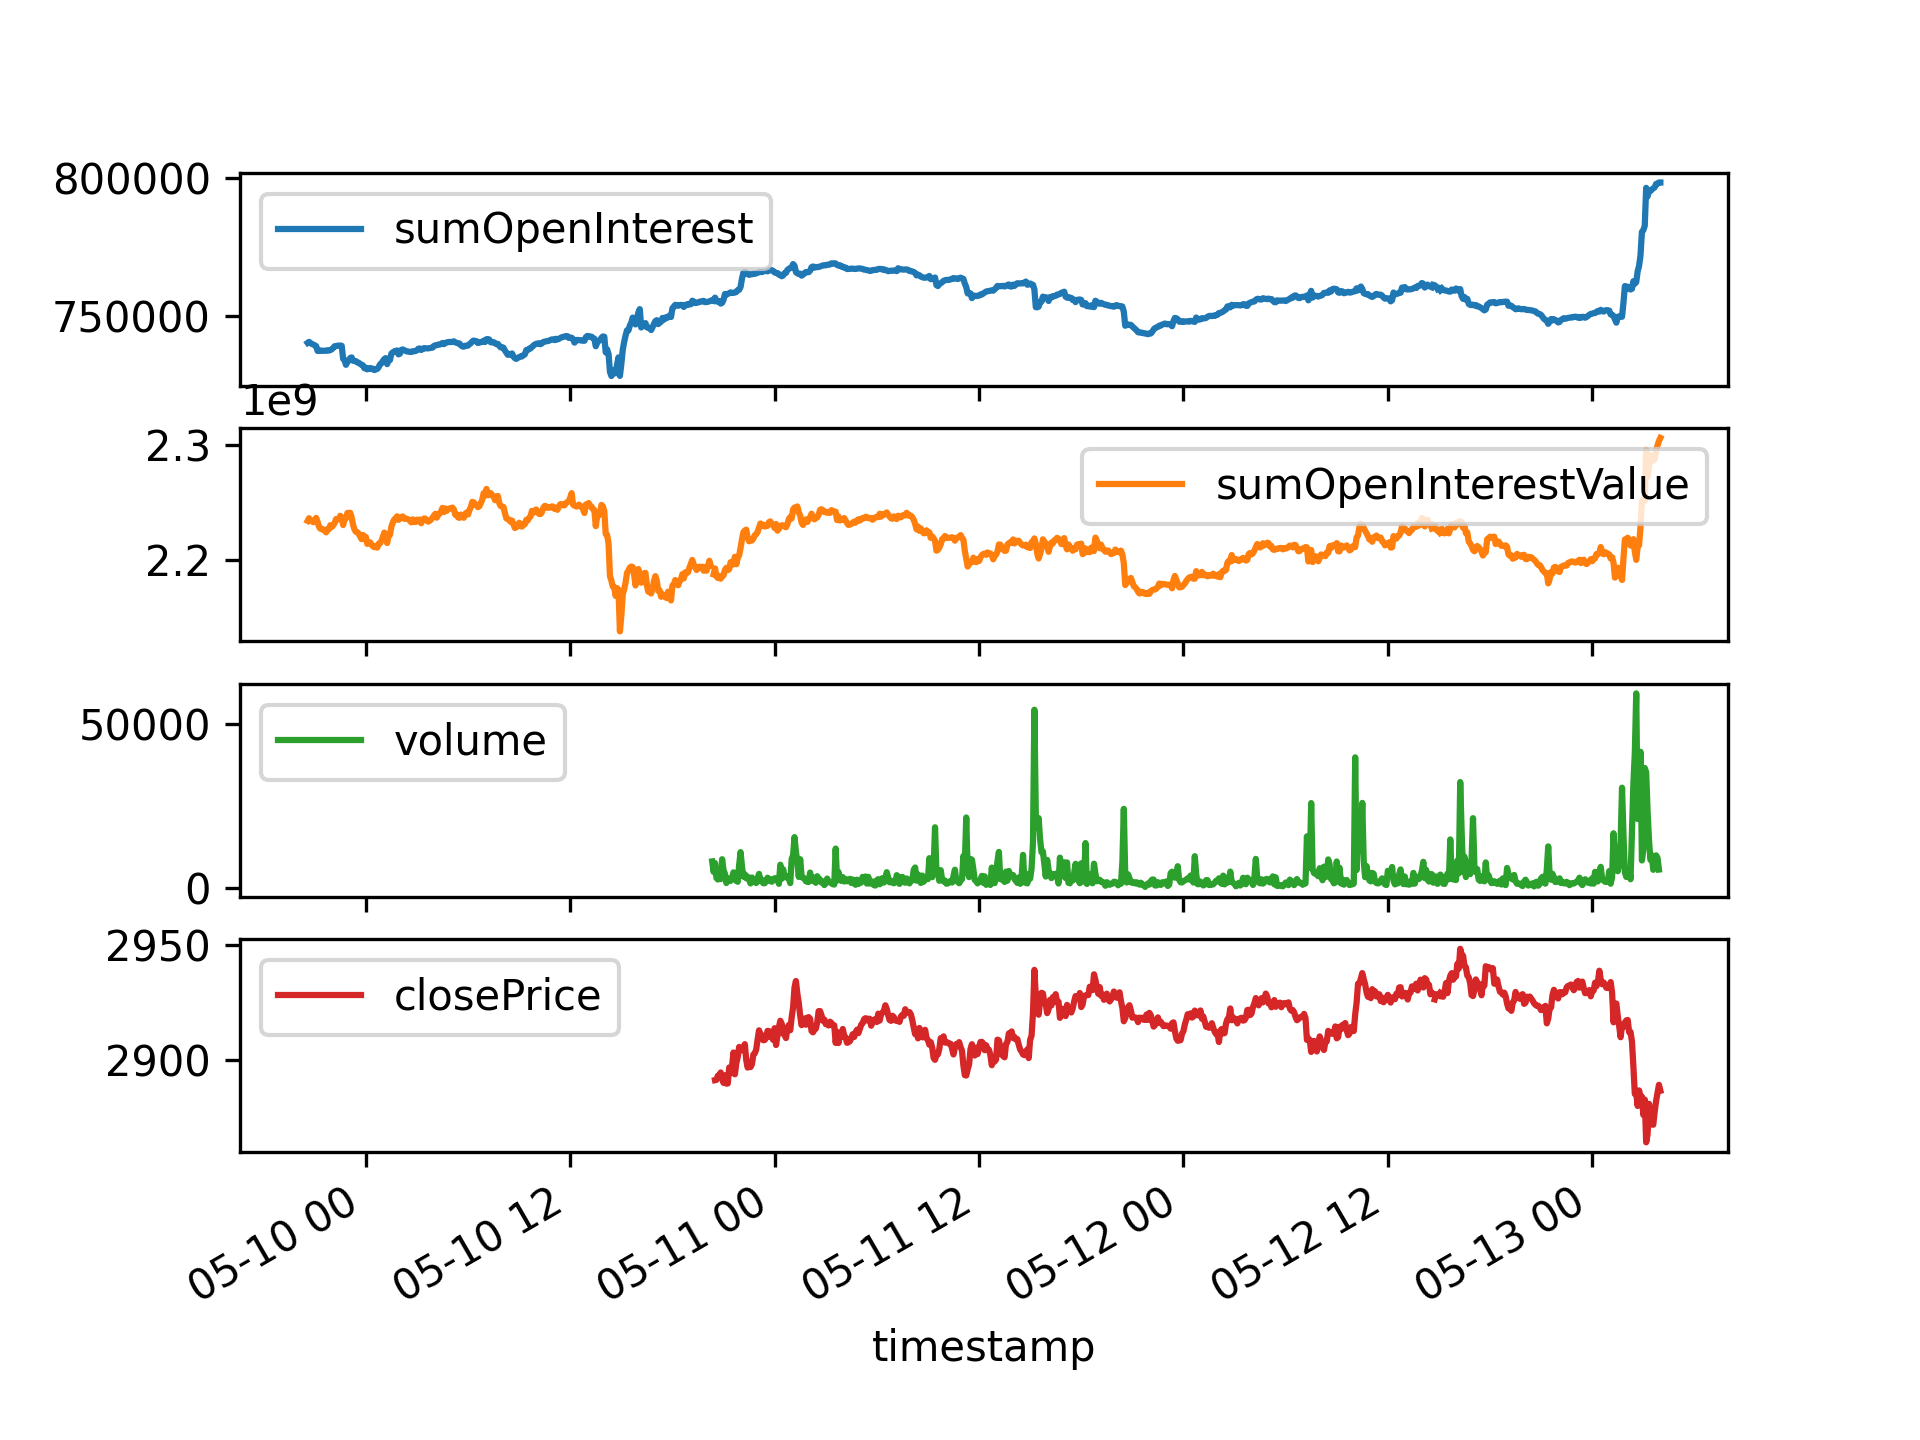 800000
sumOpenInterest
750000
1e9
2.3
sumOpenInterestValue
2.2
50000
volume
0
2950
closePrice
2900
05-10 00
05-10 12
05-11 00
05-11 12
05-12 00
05-12 12
05-13 00
timestamp